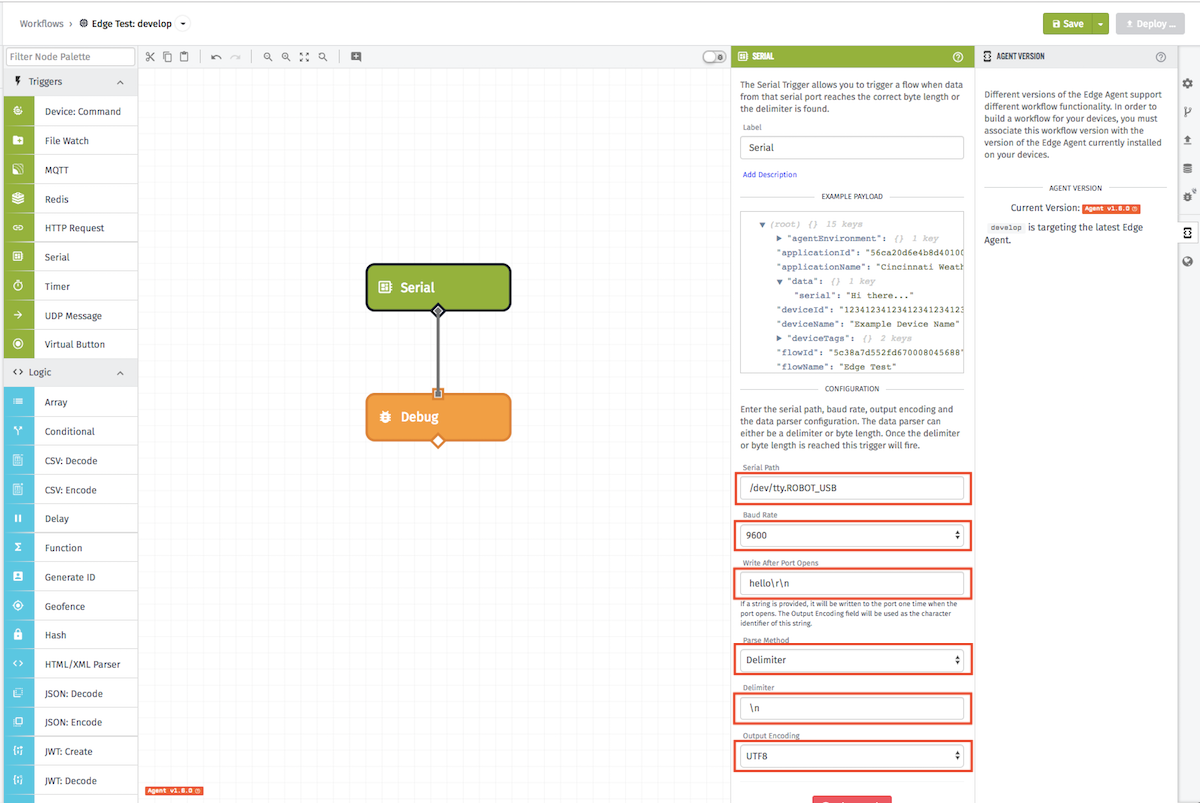 Workflows › Edge Test: develop
Save
Deploy ...
Filter Node Palette
Triggers
Device: Command
File Watch
MQTT
Redis
HTTP Request
Serial
Timer
UDP Message
Virtual Button
Logic
Array
Conditional
CSV: Decode
CSV: Encode
Delay
Function
Generate ID
Geofence
Hash
HTML/XML Parser
JSON: Decode
JSON: Encode
JWT: Create
JWT: Decode
Serial
Debug
Agent v1.8.0
SERIAL
The Serial Trigger allows you to trigger a flow when data
from that serial port reaches the correct byte length or
the delimiter is found.
Label
Serial
Add Description
EXAMPLE PAYLOAD
(root) {} 15 keys
"agentEnvironment": {} 1 key
"applicationId": "56ca20d6e4b8d40100
"applicationName": "Cincinnati Weath
"data": {} 1 key
"serial": "Hi there..."
"deviceId": "12341234123412341234123
"deviceName": "Example Device Name"
"deviceTags": {} 2 keys
"flowId": "5c38a7d552fd670008045688"
"flowName": "Edge Test"
CONFIGURATION
Enter the serial path, baud rate, output encoding and
the data parser configuration. The data parser can
either be a delimiter or byte length. Once the delimiter
or byte length is reached this trigger will fire.
Serial Path
/dev/tty.ROBOT_USB
Baud Rate
9600
Write After Port Opens
hello\r\n
If a string is provided, it will be written to the port one time when the
port opens. The Output Encoding field will be used as the character
identifier of this string.
Parse Method
Delimiter
Delimiter
\n
Output Encoding
UTF8
AGENT VERSION
Different versions of the Edge Agent support
different workflow functionality. In order to
build a workflow for your devices, you must
associate this workflow version with the
version of the Edge Agent currently installed
on your devices.
AGENT VERSION
Current Version: Agent v1.8.0
develop is targeting the latest Edge
Agent.